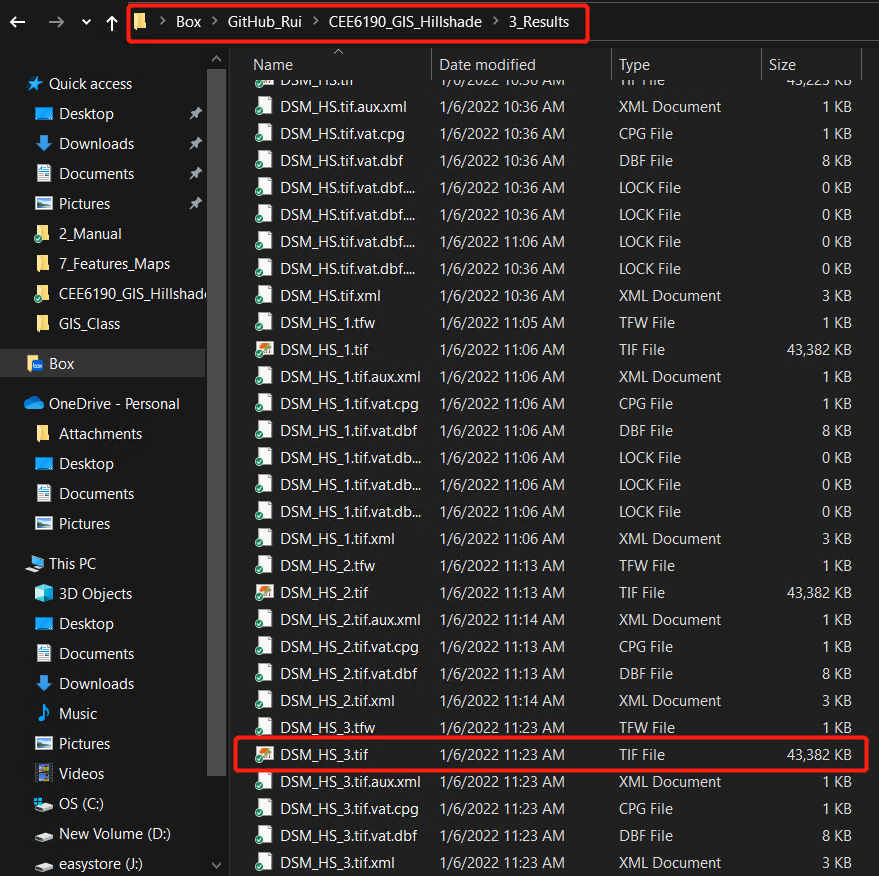 Box > GitHub_Rui > CEE6190_GIS_Hillshade > 3_Results
Name Date modified Type Size
Quick access
Desktop
Downloads
Documents
Pictures
2_Manual
7_Features_Maps
CEE6190_GIS_Hillshade
GIS_Class
Box
OneDrive - Personal
Attachments
Desktop
Documents
Pictures
This PC
3D Objects
Desktop
Documents
Downloads
Music
Pictures
Videos
OS (C:)
New Volume (D:)
easystore (J:)
DSM_HS.tif 1/6/2022 10:36 AM TIF File 43,223 KB
DSM_HS.tif.aux.xml 1/6/2022 10:36 AM XML Document 1 KB
DSM_HS.tif.vat.cpg 1/6/2022 10:36 AM CPG File 1 KB
DSM_HS.tif.vat.dbf 1/6/2022 10:36 AM DBF File 8 KB
DSM_HS.tif.vat.dbf.... 1/6/2022 10:36 AM LOCK File 0 KB
DSM_HS.tif.vat.dbf.... 1/6/2022 10:36 AM LOCK File 0 KB
DSM_HS.tif.vat.dbf.... 1/6/2022 11:06 AM LOCK File 0 KB
DSM_HS.tif.vat.dbf.... 1/6/2022 10:36 AM LOCK File 0 KB
DSM_HS.tif.xml 1/6/2022 10:36 AM XML Document 3 KB
DSM_HS_1.tfw 1/6/2022 11:05 AM TFW File 1 KB
DSM_HS_1.tif 1/6/2022 11:06 AM TIF File 43,382 KB
DSM_HS_1.tif.aux.xml 1/6/2022 11:06 AM XML Document 1 KB
DSM_HS_1.tif.vat.cpg 1/6/2022 11:06 AM CPG File 1 KB
DSM_HS_1.tif.vat.dbf 1/6/2022 11:06 AM DBF File 8 KB
DSM_HS_1.tif.vat.db... 1/6/2022 11:06 AM LOCK File 0 KB
DSM_HS_1.tif.vat.db... 1/6/2022 11:06 AM LOCK File 0 KB
DSM_HS_1.tif.vat.db... 1/6/2022 11:06 AM LOCK File 0 KB
DSM_HS_1.tif.xml 1/6/2022 11:06 AM XML Document 3 KB
DSM_HS_2.tfw 1/6/2022 11:13 AM TFW File 1 KB
DSM_HS_2.tif 1/6/2022 11:13 AM TIF File 43,382 KB
DSM_HS_2.tif.aux.xml 1/6/2022 11:14 AM XML Document 1 KB
DSM_HS_2.tif.vat.cpg 1/6/2022 11:13 AM CPG File 1 KB
DSM_HS_2.tif.vat.dbf 1/6/2022 11:13 AM DBF File 8 KB
DSM_HS_2.tif.xml 1/6/2022 11:14 AM XML Document 3 KB
DSM_HS_3.tfw 1/6/2022 11:23 AM TFW File 1 KB
DSM_HS_3.tif 1/6/2022 11:23 AM TIF File 43,382 KB
DSM_HS_3.tif.aux.xml 1/6/2022 11:23 AM XML Document 1 KB
DSM_HS_3.tif.vat.cpg 1/6/2022 11:23 AM CPG File 1 KB
DSM_HS_3.tif.vat.dbf 1/6/2022 11:23 AM DBF File 8 KB
DSM_HS_3.tif.xml 1/6/2022 11:23 AM XML Document 3 KB